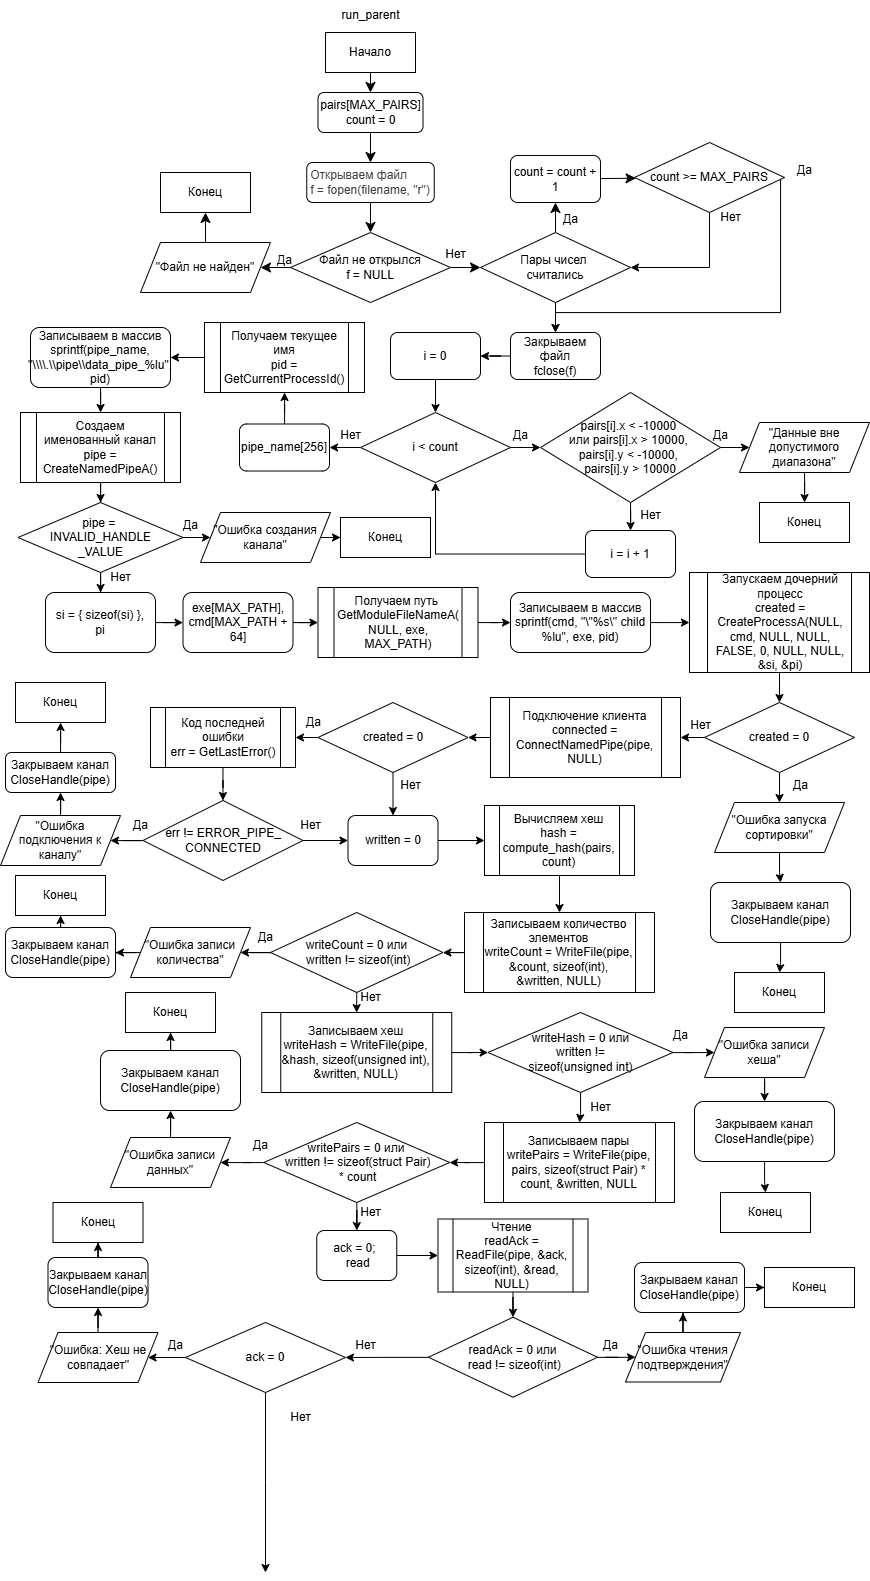 run_parent
Начало
pairs[MAX_PAIRS]
count = 0
Открываем файл
f = fopen(filename, "r")
Файл не открылся
f = NULL
Да
"Файл не найден"
Конец
Нет
Пары чисел
считались
Да
count = count +
1
count >= MAX_PAIRS
Да
Нет
Закрываем
файл
fclose(f)
i = 0
i < count
Да
pairs[i].x < -10000
или pairs[i].x > 10000,
pairs[i].y < -10000,
pairs[i].y > 10000
Да
"Данные вне
допустимого
диапазона"
Конец
Нет
i = i + 1
Нет
pipe_name[256]
Получаем текущее
имя
pid =
GetCurrentProcessId()
Записываем в массив
sprintf(pipe_name,
"\\\\.\\pipe\\data_pipe_%lu",
pid)
Создаем
именованный канал
pipe =
CreateNamedPipeA()
pipe =
INVALID_HANDLE
_VALUE
Да
"Ошибка создания
канала"
Конец
Нет
si = { sizeof(si) },
pi
exe[MAX_PATH],
cmd[MAX_PATH +
64]
Получаем путь
GetModuleFileNameA(
NULL, exe,
MAX_PATH)
Записываем в массив
sprintf(cmd, "\"%s\" child
%lu", exe, pid)
Запускаем дочерний
процесс
created =
CreateProcessA(NULL,
cmd, NULL, NULL,
FALSE, 0, NULL, NULL,
&si, &pi)
created = 0
Да
"Ошибка запуска
сортировки"
Закрываем канал
CloseHandle(pipe)
Конец
Нет
Подключение клиента
connected =
ConnectNamedPipe(pipe,
NULL)
created = 0
Да
Код последней
ошибки
err = GetLastError()
Нет
err != ERROR_PIPE_
CONNECTED
Да
"Ошибка
подключения к
каналу"
Закрываем канал
CloseHandle(pipe)
Конец
Нет
written = 0
Вычисляем хеш
hash =
compute_hash(pairs,
count)
Записываем количество
элементов
writeCount = WriteFile(pipe,
&count, sizeof(int),
&written, NULL)
writeCount = 0 или
written != sizeof(int)
Да
"Ошибка записи
количества"
Закрываем канал
CloseHandle(pipe)
Конец
Нет
Записываем хеш
writeHash = WriteFile(pipe,
&hash, sizeof(unsigned int),
&written, NULL)
writeHash = 0 или
written !=
sizeof(unsigned int)
Да
"Ошибка записи
хеша"
Закрываем канал
CloseHandle(pipe)
Конец
Нет
Записываем пары
writePairs = WriteFile(pipe,
pairs, sizeof(struct Pair) *
count, &written, NULL
writePairs = 0 или
written != sizeof(struct Pair)
* count
Да
"Ошибка записи
данных"
Закрываем канал
CloseHandle(pipe)
Конец
Нет
ack = 0;
read
Чтение
readAck =
ReadFile(pipe, &ack,
sizeof(int), &read,
NULL)
readAck = 0 или
read != sizeof(int)
Да
"Ошибка чтения
подтверждения"
Закрываем канал
CloseHandle(pipe)
Конец
Нет
ack = 0
Да
"Ошибка: Хеш не
совпадает"
Закрываем канал
CloseHandle(pipe)
Конец
Нет